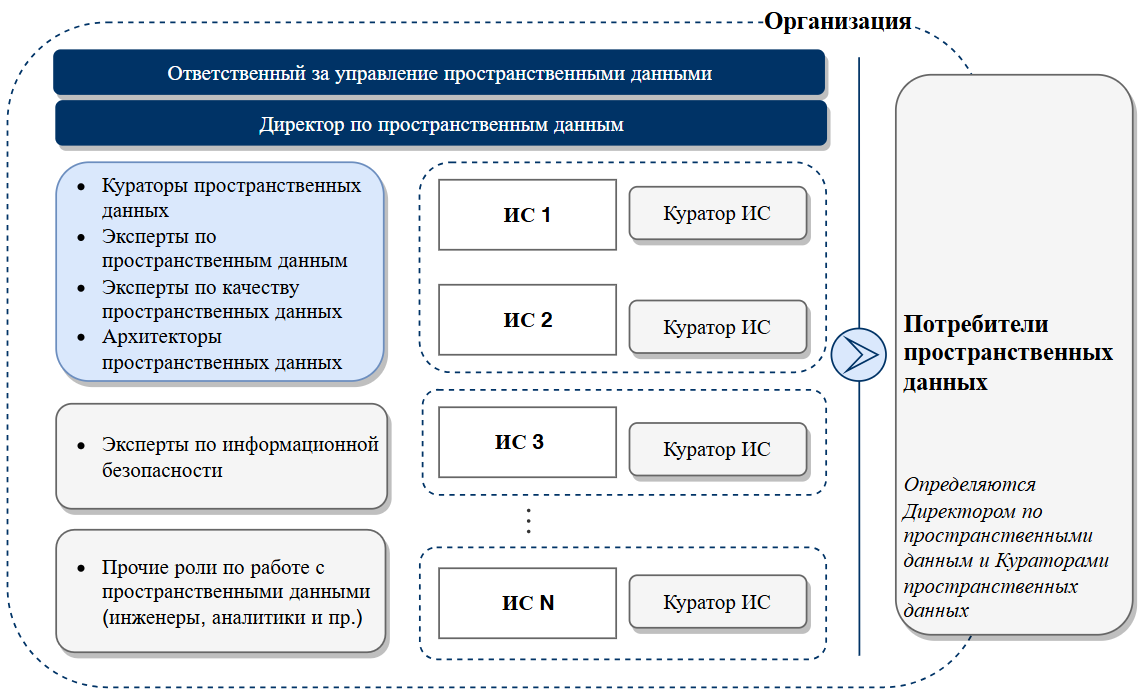 Организация
Ответственный за управление пространственными данными
Директор по пространственным данным
• Кураторы пространственных
данных
• Эксперты по
пространственным данным
• Эксперты по качеству
пространственных данных
• Архитекторы
пространственных данных
• Эксперты по информационной
безопасности
• Прочие роли по работе с
пространственными данными
(инженеры, аналитики и пр.)
ИС 1
Куратор ИС
ИС 2
Куратор ИС
ИС 3
Куратор ИС
ИС N
Куратор ИС
Потребители
пространственных
данных
Определяются
Директором по
пространственными
данным и Кураторами
пространственных
данных